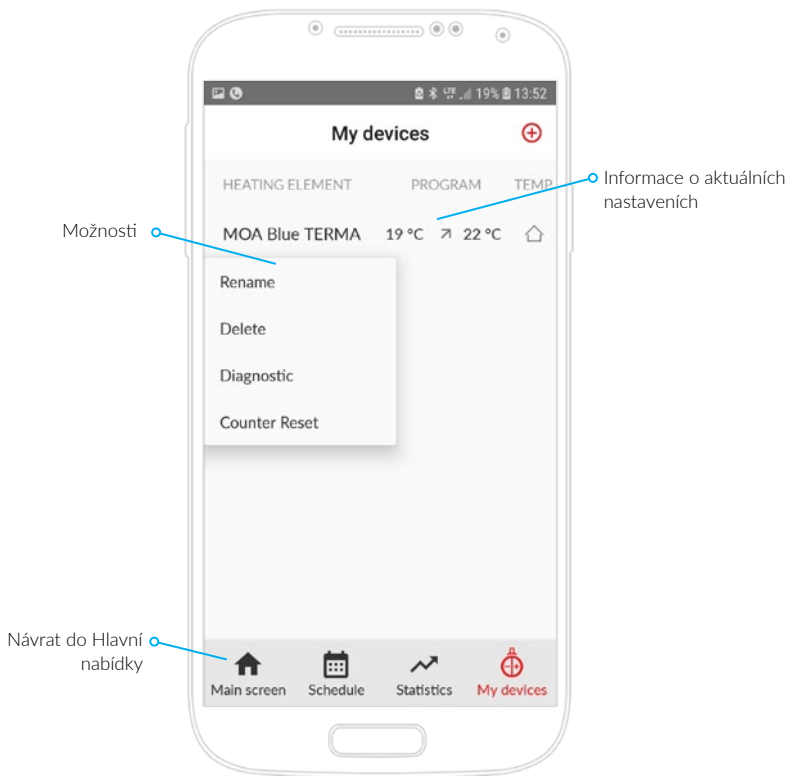 19% 13:52
My devices
HEATING ELEMENT PROGRAM TEMP
Informace o aktuálních
nastaveních
Možnosti
MOA Blue TERMA 19 °C 22 °C
Rename
Delete
Diagnostic
Counter Reset
Návrat do Hlavní
nabídky
Main screen Schedule Statistics My devices